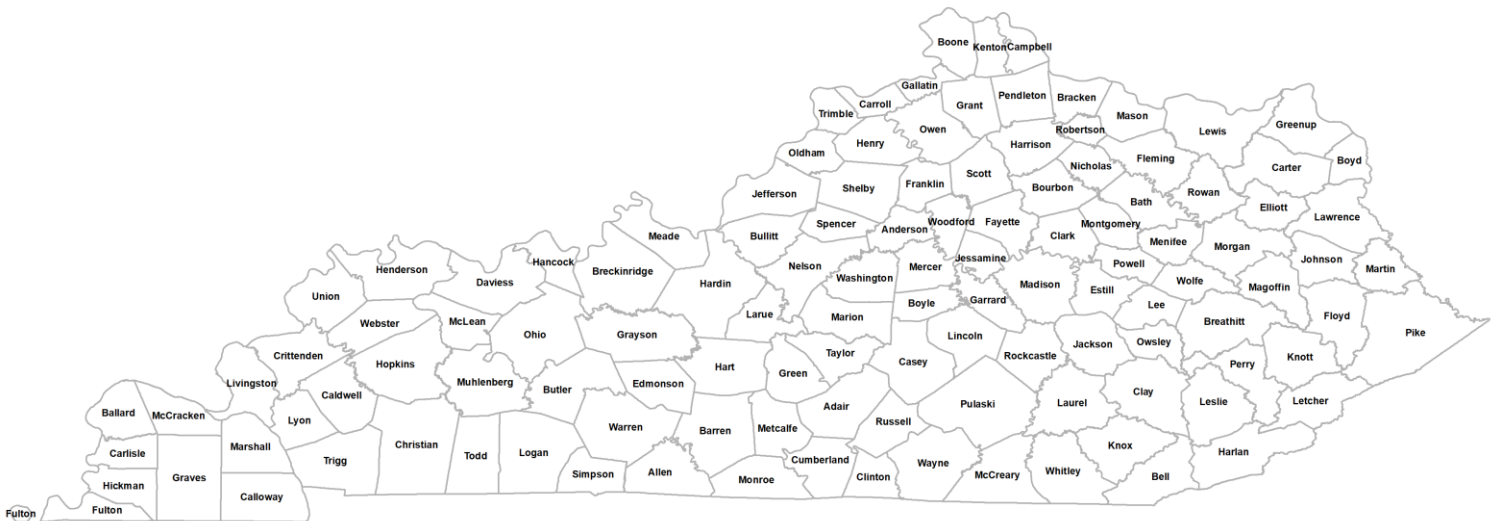 Boone
Kenton
Campbell
Gallatin
Carroll
Trimble
Grant
Pendleton
Bracken
Mason
Lewis
Greenup
Owen
Henry
Robertson
Harrison
Oldham
Nicholas
Fleming
Carter
Boyd
Jefferson
Shelby
Franklin
Scott
Bourbon
Bath
Rowan
Elliott
Lawrence
Bullitt
Spencer
Anderson
Woodford
Fayette
Clark
Montgomery
Menifee
Morgan
Meade
Hancock
Breckinridge
Hardin
Nelson
Washington
Mercer
Jessamine
Madison
Powell
Estill
Wolfe
Magoffin
Johnson
Martin
Henderson
Union
Daviess
Webster
McLean
Ohio
Grayson
Larue
Marion
Boyle
Garrard
Lee
Breathitt
Floyd
Pike
Crittenden
Hopkins
Muhlenberg
Butler
Edmonson
Hart
Green
Taylor
Casey
Lincoln
Rockcastle
Jackson
Owsley
Perry
Knott
Livingston
Caldwell
Lyon
Ballard
McCracken
Marshall
Carlisle
Graves
Hickman
Fulton
Fulton
Calloway
Trigg
Christian
Todd
Logan
Warren
Simpson
Allen
Barren
Metcalfe
Monroe
Adair
Cumberland
Russell
Clinton
Pulaski
Wayne
McCreary
Laurel
Clay
Leslie
Letcher
Knox
Whitley
Bell
Harlan